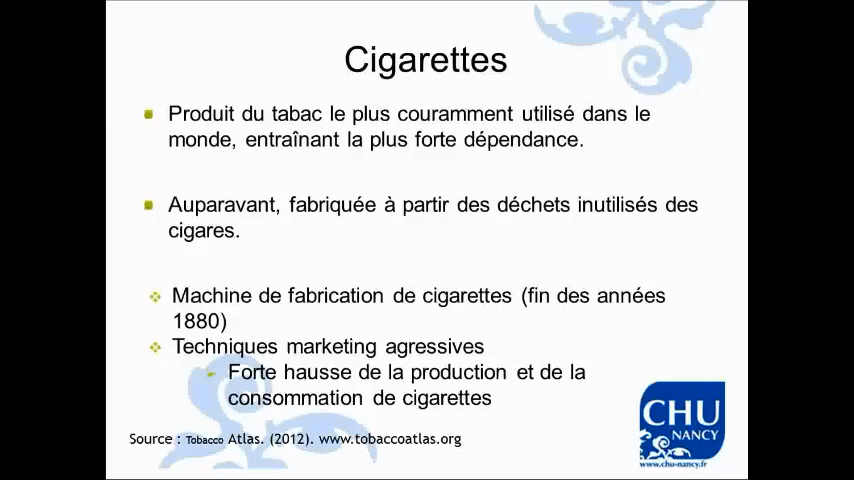 Cigarettes
Produit du tabac le plus couramment utilisé dans le
monde, entraînant la plus forte dépendance.
Auparavant, fabriquée à partir des déchets inutilisés des
cigares.
Machine de fabrication de cigarettes (fin des années
1880)
Techniques marketing agressives
Forte hausse de la production et de la
consommation de cigarettes
Source : Tobacco Atlas. (2012). www.tobaccoatlas.org
CHU
NANCY
www.chu-nancy.fr